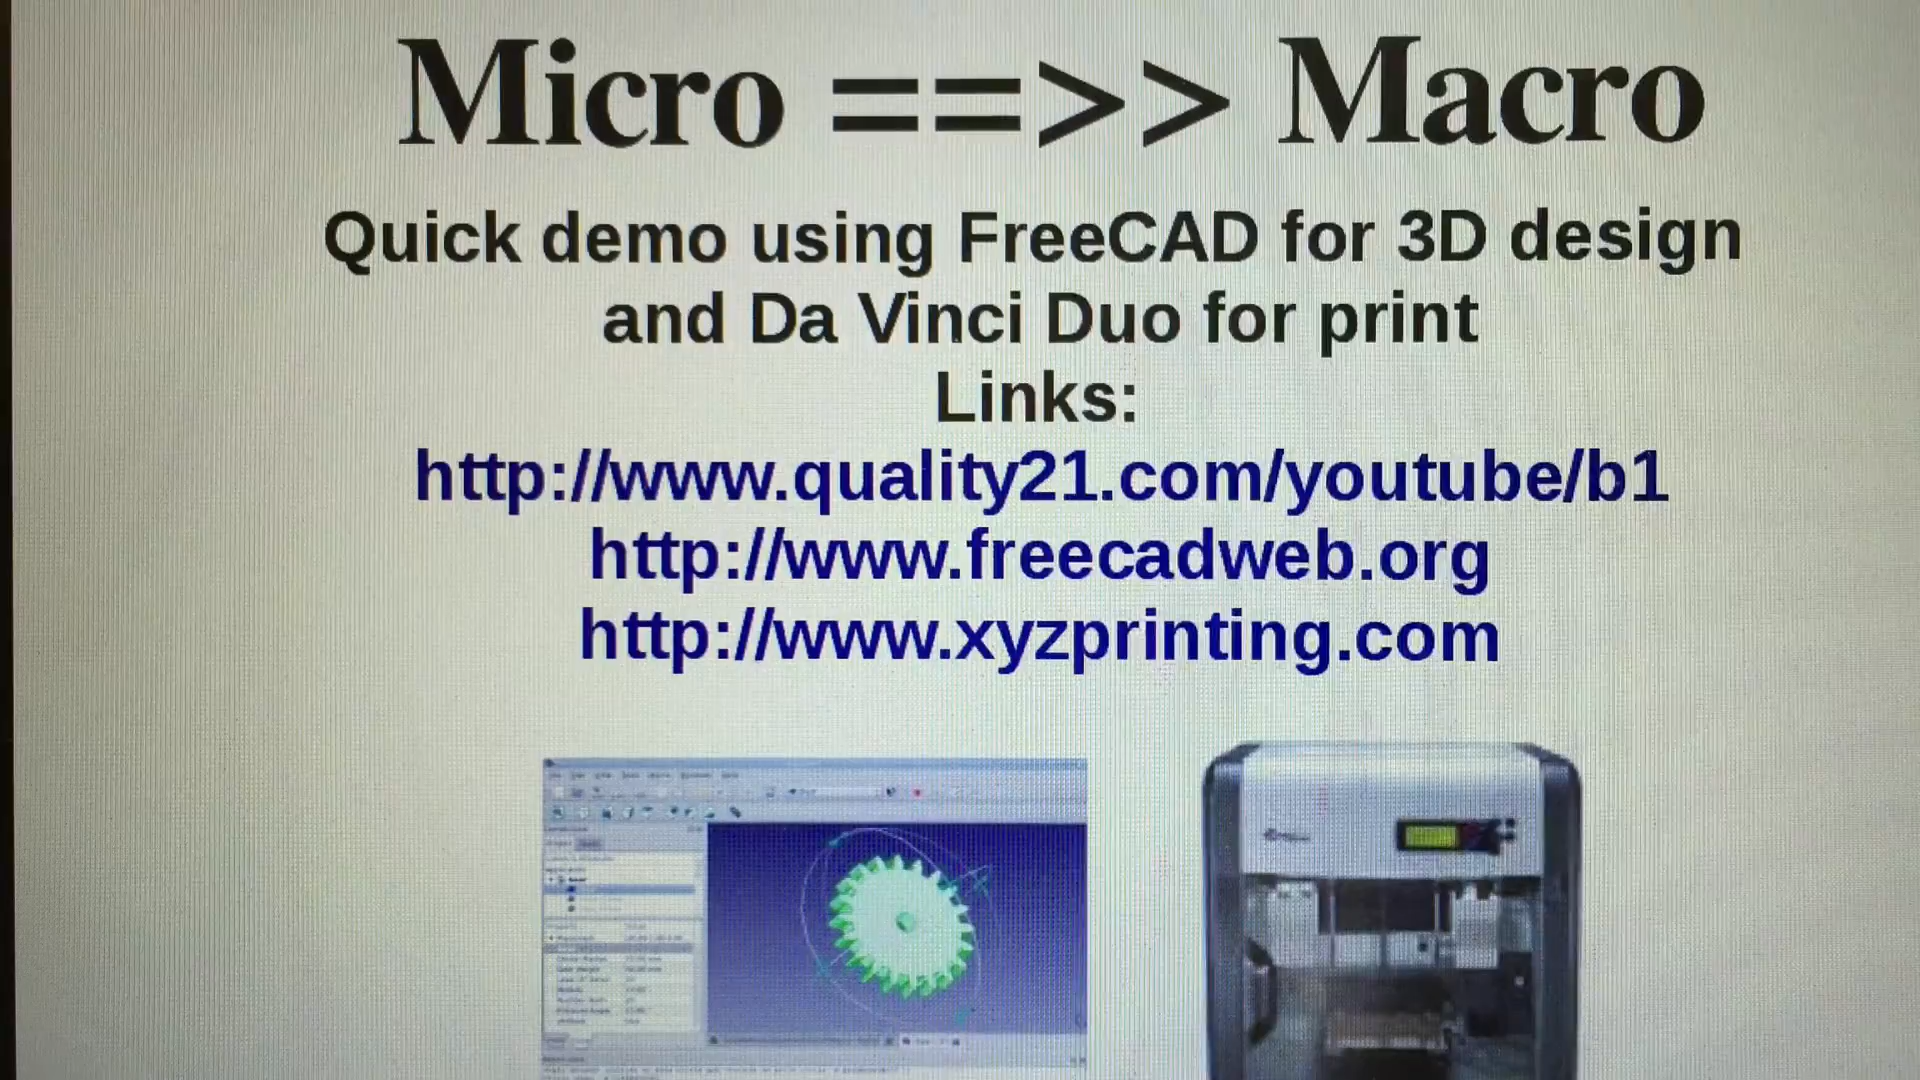 Micro ==>> Macro
Quick demo using FreeCAD for 3D design
and Da Vinci Duo for print
Links:
http://www.quality21.com/youtube/b1
http://www.freecadweb.org
http://www.xyzprinting.com